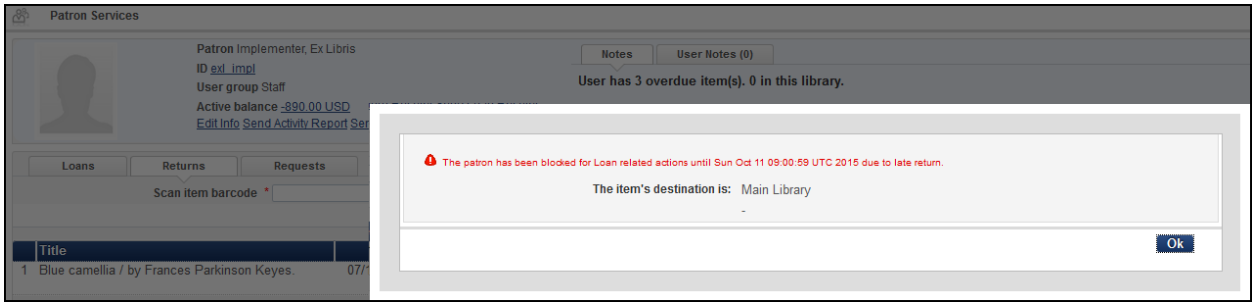 Patron Services
Patron Implementer, Ex Libris
ID exl_impl
User group Staff
Active balance -890.00 USD
Edit Info Send Activity Report
Notes User Notes (0)
User has 3 overdue item(s). 0 in this library.
Loans Returns Requests
Scan item barcode *
Title
1 Blue camellia / by Frances Parkinson Keyes.
The patron has been blocked for Loan related actions until Sun Oct 11 09:00:59 UTC 2015 due to late return.
The item's destination is: Main Library
-
Ok